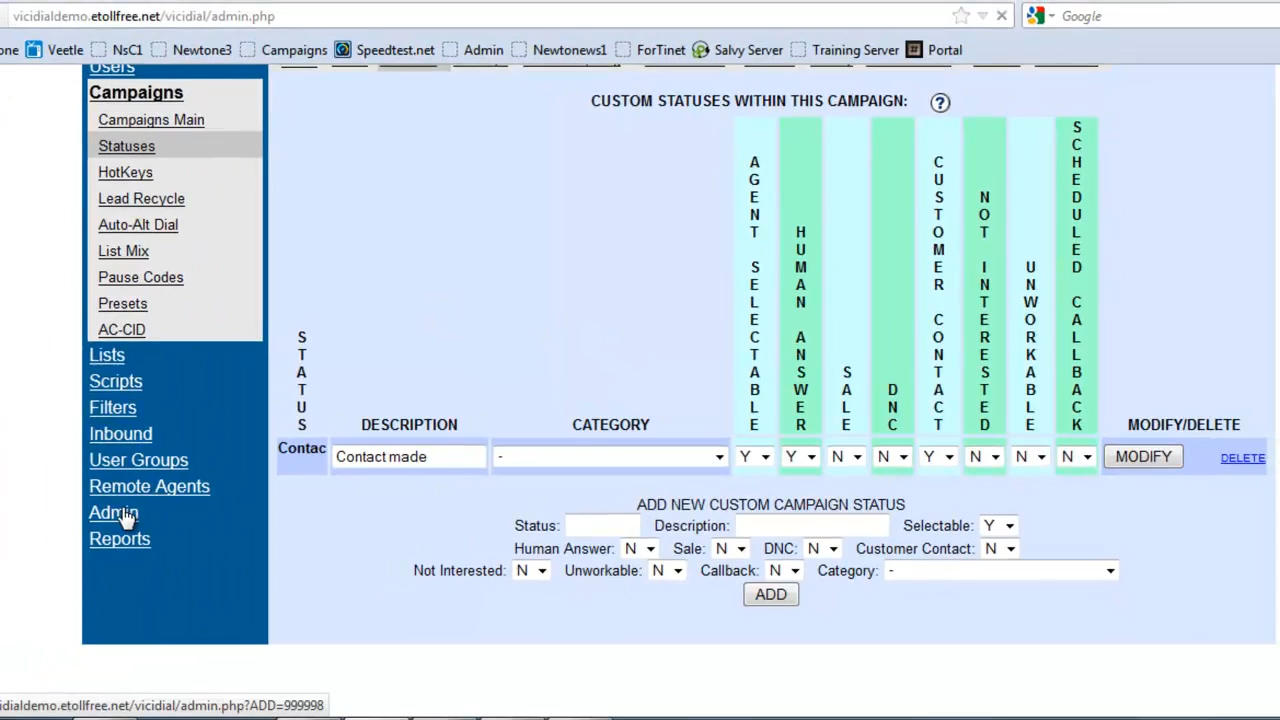 vicidialdemo.etollfree.net/vicidial/admin.php
Google
one Veetle NsC1 Newtone3 Campaigns Speedtest.net Admin Newtonews1 ForTinet Salvy Server Training Server Portal
Users
Campaigns
Campaigns Main
Statuses
HotKeys
Lead Recycle
Auto-Alt Dial
List Mix
Pause Codes
Presets
AC-CID
Lists
Scripts
Filters
Inbound
User Groups
Remote Agents
Admin
Reports
CUSTOM STATUSES WITHIN THIS CAMPAIGN: ?
STATUS
DESCRIPTION
CATEGORY
AGENT SELECTABLE
HUMAN ANSWER
SALE
DNC
CUSTOMER CONTACT
NOT INTERESTED
UNWORKABLE
SCHEDULED CALLBACK
MODIFY/DELETE
Contac Contact made - Y Y N N Y N N N MODIFY DELETE
ADD NEW CUSTOM CAMPAIGN STATUS
Status: Description: Selectable: Y
Human Answer: N Sale: N DNC: N Customer Contact: N
Not Interested: N Unworkable: N Callback: N Category: -
ADD
idialdemo.etollfree.net/vicidial/admin.php?ADD=999998